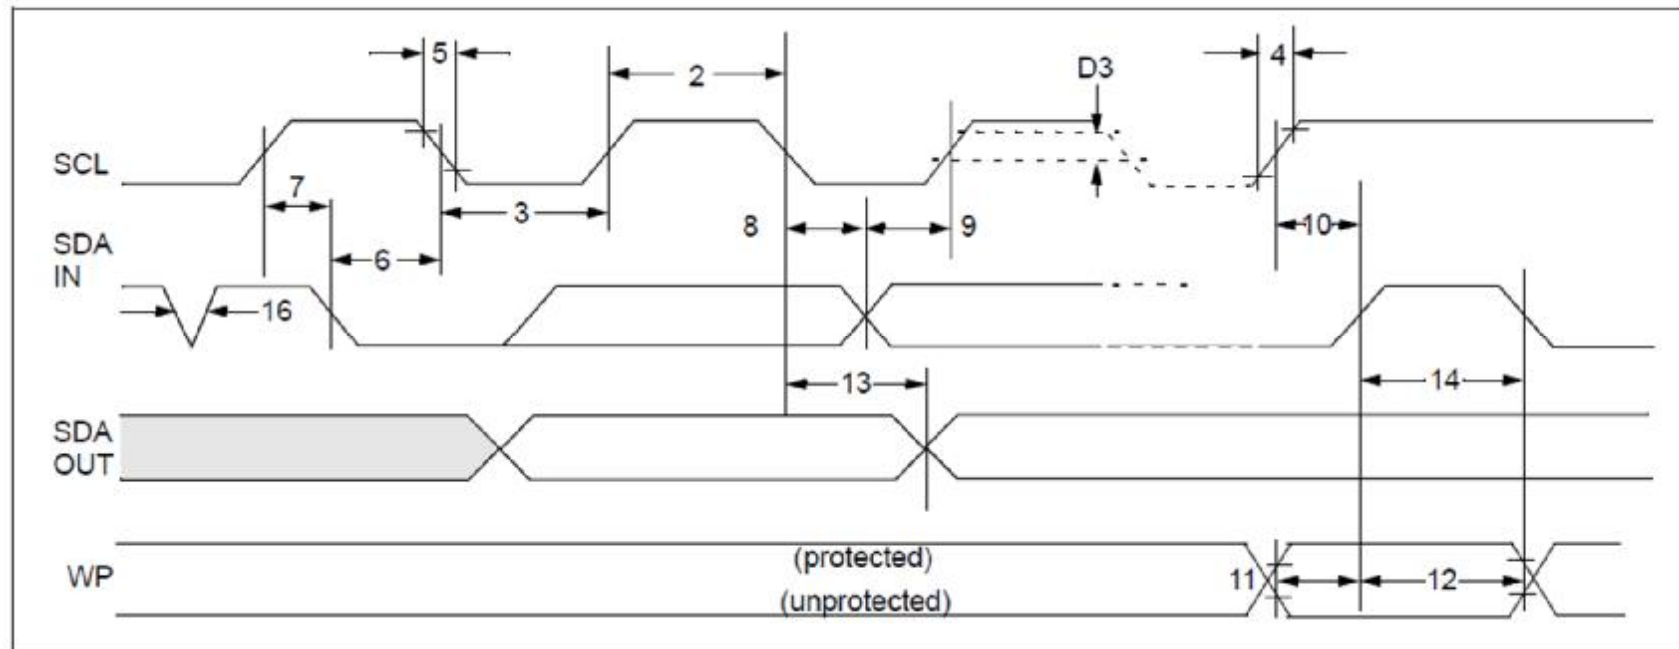 5
2
D3
4
SCL
7
3
8
9
10
SDA
IN
6
16
13
14
SDA
OUT
(protected)
WP
11
12
(unprotected)